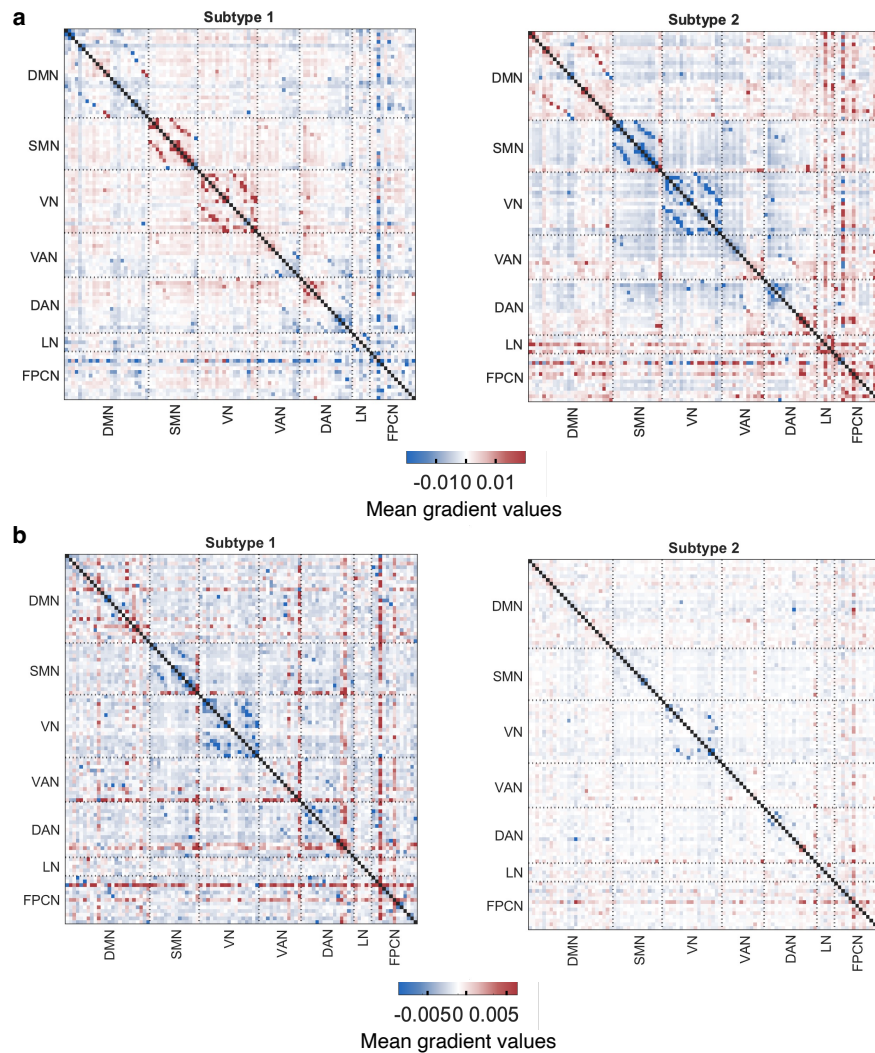 a
Subtype 1
Subtype 2
DMN
SMN
VN
VAN
DAN
LN
FPCN
DMN
SMN
VN
VAN
DAN
LN
FPCN
DMN
SMN
VN
VAN
DAN
LN
FPCN
DMN
SMN
VN
VAN
DAN
LN
FPCN
-0.010 0.01
Mean gradient values
b
Subtype 1
Subtype 2
DMN
SMN
VN
VAN
DAN
LN
FPCN
DMN
SMN
VN
VAN
DAN
LN
FPCN
DMN
SMN
VN
VAN
DAN
LN
FPCN
DMN
SMN
VN
VAN
DAN
LN
FPCN
-0.0050 0.005
Mean gradient values